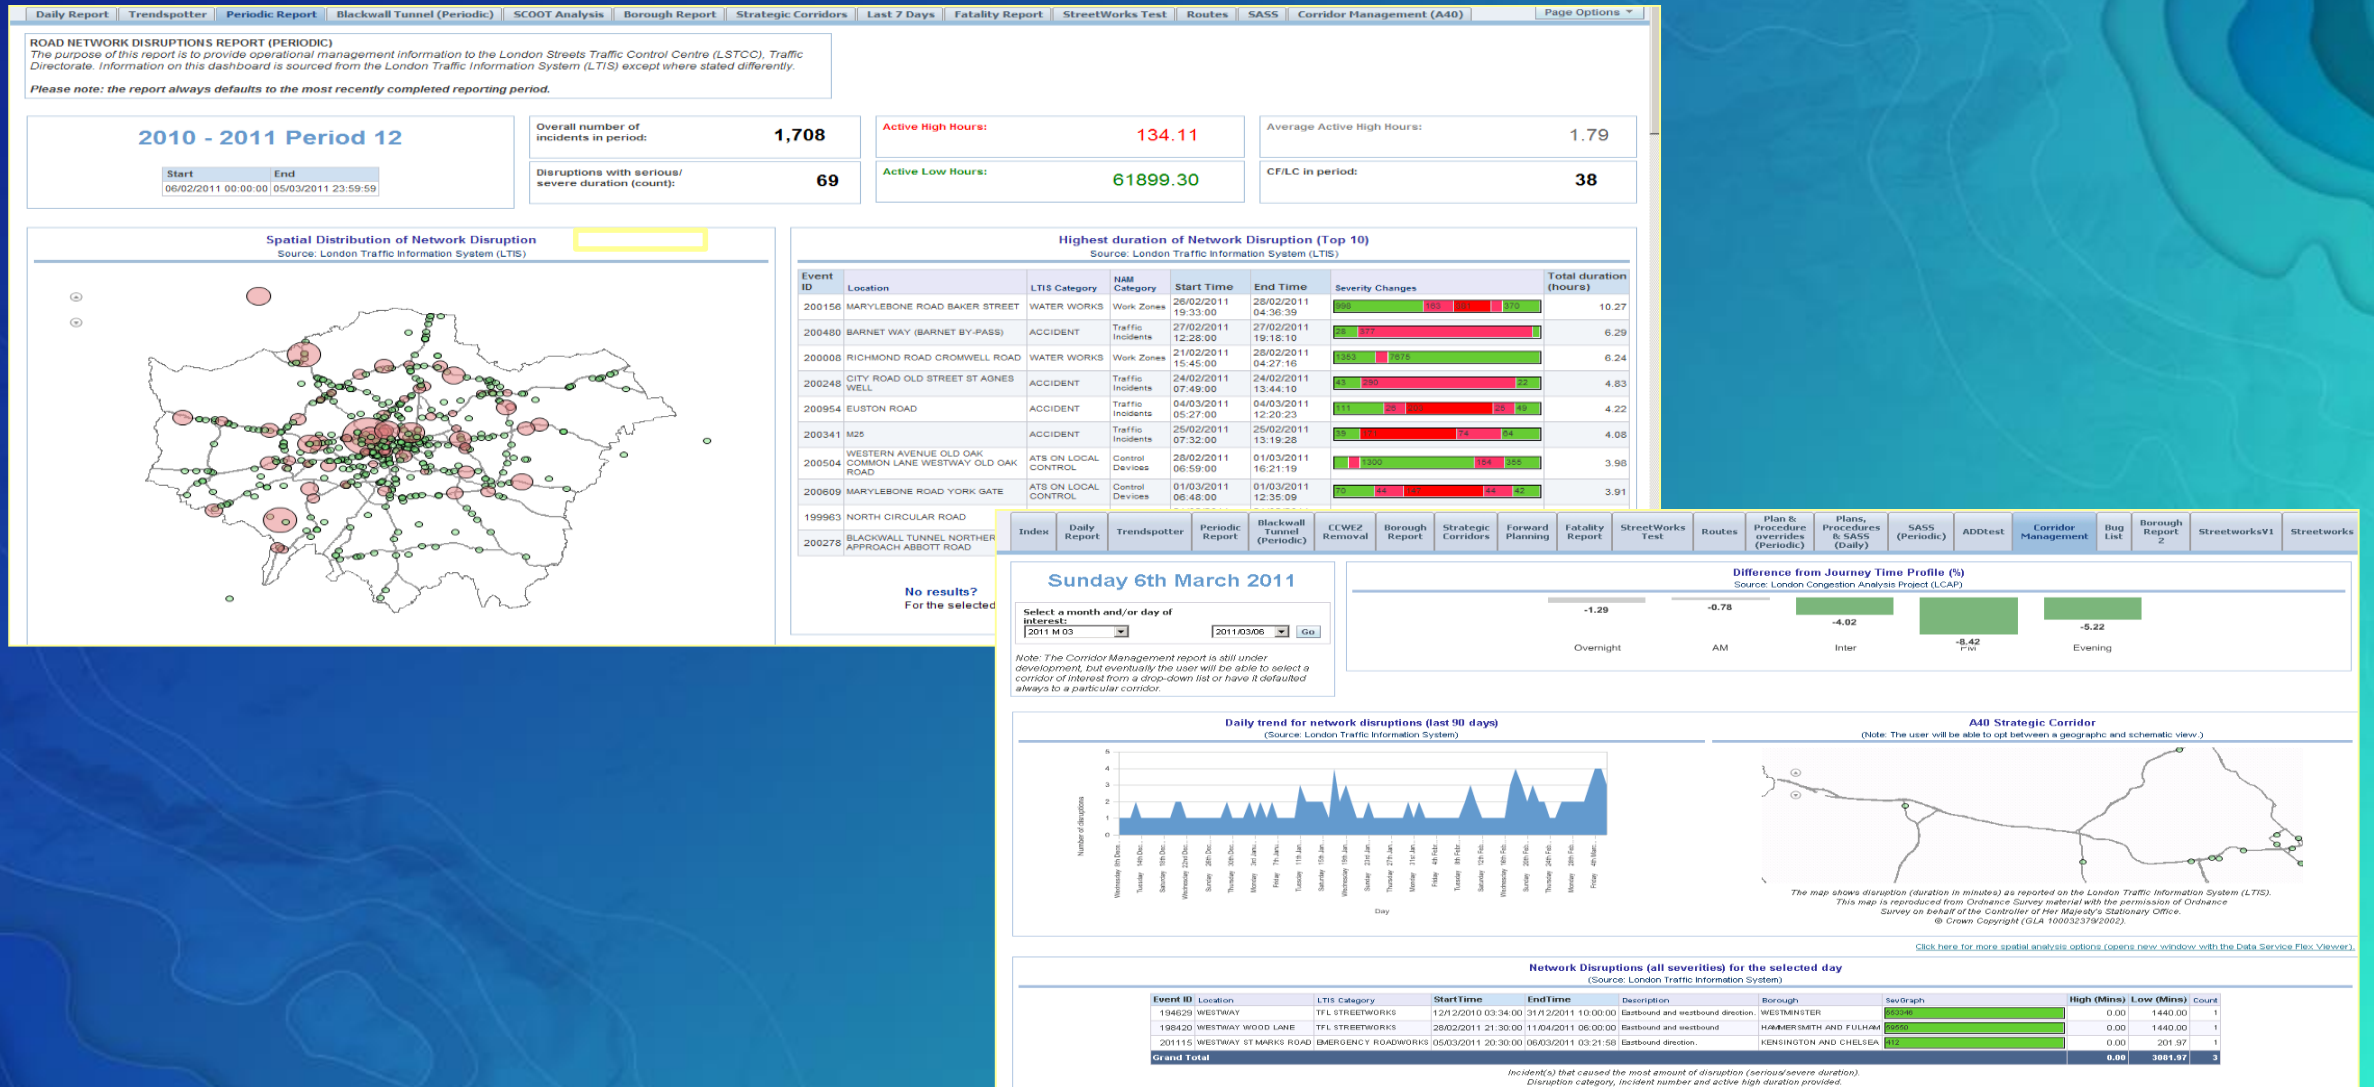 Daily Report Trendspotter Periodic Report Blackwall Tunnel (Periodic) SCOOT Analysis Borough Report Strategic Corridors Last 7 Days Fatality Report StreetWorks Test Routes SASS Corridor Management (A40) Page Options
ROAD NETWORK DISRUPTIONS REPORT (PERIODIC)
The purpose of this report is to provide operational management information to the London Streets Traffic Control Centre (LSTCC), Traffic
Directorate. Information on this dashboard is sourced from the London Traffic Information System (LTIS) except where stated differently.
Please note: the report always defaults to the most recently completed reporting period.
2010 - 2011 Period 12
Start End
06/02/2011 00:00:00 05/03/2011 23:59:59
Overall number of
incidents in period: 1,708
Disruptions with serious/
severe duration (count): 69
Active High Hours: 134.11
Active Low Hours: 61899.30
Average Active High Hours: 1.79
CF/LC in period: 38
Spatial Distribution of Network Disruption
Source: London Traffic Information System (LTIS)
Highest duration of Network Disruption (Top 10)
Source: London Traffic Information System (LTIS)
Event ID Location LTIS Category NAM Category Start Time End Time Severity Changes Total duration (hours)
200156 MARYLEBONE ROAD BAKER STREET WATER WORKS Work Zones 26/02/2011 19:33:00 28/02/2011 04:36:39 998 163 370 10.27
200480 BARNET WAY (BARNET BY-PASS) ACCIDENT Traffic Incidents 27/02/2011 12:28:00 27/02/2011 19:18:10 28 377 6.29
200008 RICHMOND ROAD CROMWELL ROAD WATER WORKS Work Zones 21/02/2011 15:45:00 28/02/2011 04:27:16 1353 7675 6.24
200248 CITY ROAD OLD STREET ST AGNES WELL ACCIDENT Traffic Incidents 24/02/2011 07:49:00 24/02/2011 13:44:10 43 290 22 4.83
200954 EUSTON ROAD ACCIDENT Traffic Incidents 04/03/2011 05:27:00 04/03/2011 12:20:23 111 49 4.22
200341 M25 ACCIDENT Traffic Incidents 25/02/2011 07:32:00 25/02/2011 13:19:28 39 74 64 4.08
200504 WESTERN AVENUE OLD OAK COMMON LANE WESTWAY OLD OAK ROAD ATS ON LOCAL CONTROL Control Devices 28/02/2011 06:59:00 01/03/2011 16:21:19 1300 184 355 3.98
200609 MARYLEBONE ROAD YORK GATE ATS ON LOCAL CONTROL Control Devices 01/03/2011 06:48:00 01/03/2011 12:35:09 70 44 44 42 3.91
199963 NORTH CIRCULAR ROAD
200278 BLACKWALL TUNNEL NORTHER
APPROACH ABBOTT ROAD
No results?
For the selected
Index Daily Report Trendspotter Periodic Report Blackwall Tunnel (Periodic) CCWEZ Removal Borough Report Strategic Corridors Forward Planning Fatality Report StreetWorks Test Routes Plan & Procedure overrides (Periodic) Plans, Procedures & SASS (Daily) SASS (Periodic) ADDtest Corridor Management Bug List Borough Report 2 StreetworksV1 Streetworks
Sunday 6th March 2011
Select a month and/or day of
interest:
2011 M 03 2011/03/06 Go
Note: The Corridor Management report is still under
development, but eventually the user will be able to select a
corridor of interest from a drop-down list or have it defaulted
always to a particular corridor.
Difference from Journey Time Profile (%)
Source: London Congestion Analysis Project (LCAP)
-1.29 -0.78 -4.02 -8.42 -5.22
Overnight AM Inter PM Evening
Daily trend for network disruptions (last 90 days)
(Source: London Traffic Information System)
Number of disruptions
5
4
3
2
1
0
Day
A40 Strategic Corridor
(Note: The user will be able to opt between a geographc and schematic view.)
The map shows disruption (duration in minutes) as reported on the London Traffic Information System (LTIS).
This map is reproduced from Ordnance Survey material with the permission of Ordnance
Survey on behalf of the Controller of Her Majesty's Stationary Office.
© Crown Copyright (GLA 100032379/2002).
Click here for more spatial analysis options (opens new window with the Data Service Flex Viewer).
Network Disruptions (all severities) for the selected day
(Source: London Traffic Information System)
Event ID Location LTIS Category StartTime EndTime Description Borough SevGraph High (Mins) Low (Mins) Count
194629 WESTWAY TFL STREETWORKS 12/12/2010 03:34:00 31/12/2011 10:00:00 Eastbound and westbound direction. WESTMINSTER 553346 0.00 1440.00 1
198420 WESTWAY WOOD LANE TFL STREETWORKS 28/02/2011 21:30:00 11/04/2011 06:00:00 Eastbound and westbound HAMMERSMITH AND FULHAM 59550 0.00 1440.00 1
201115 WESTWAY ST MARKS ROAD EMERGENCY ROADWORKS 05/03/2011 20:30:00 06/03/2011 03:21:58 Eastbound direction. KENSINGTON AND CHELSEA 412 0.00 201.97 1
Grand Total 0.00 3081.97 3
Incident(s) that caused the most amount of disruption (serious/severe duration).
Disruption category, incident number and active high duration provided.